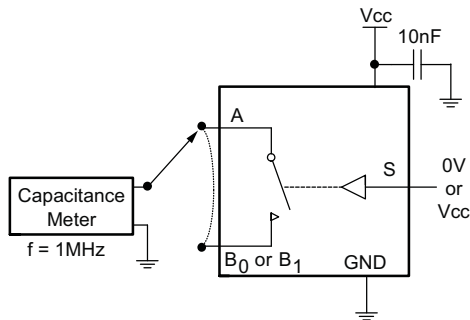 Vcc
10nF
A
S
0V
or
Vcc
Capacitance
Meter
f = 1MHz
B0 or B1
GND